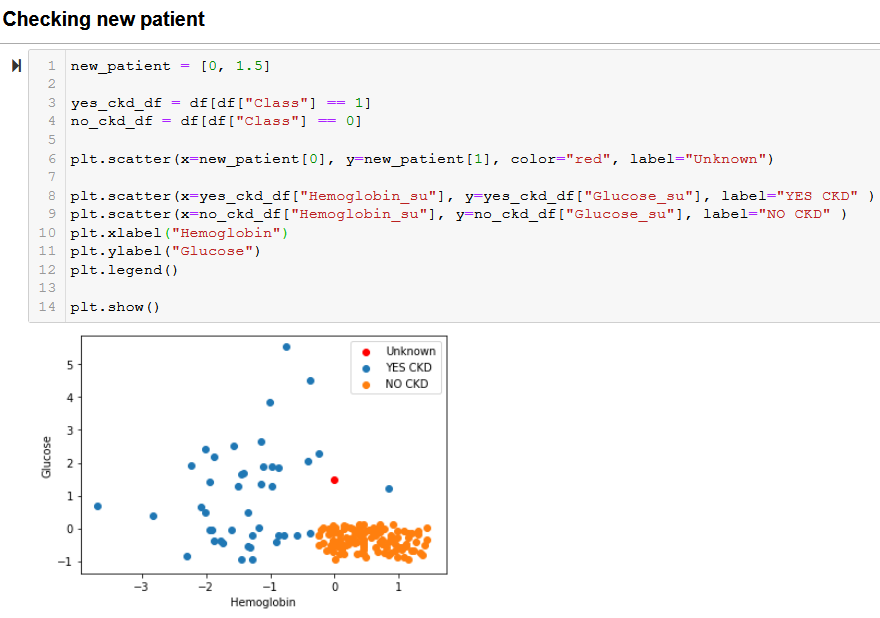 Checking new patient
1 new_patient = [0, 1.5]
2
3 yes_ckd_df = df[df["Class"] == 1]
4 no_ckd_df = df[df["Class"] == 0]
5
6 plt.scatter(x=new_patient[0], y=new_patient[1], color="red", label="Unknown")
7
8 plt.scatter(x=yes_ckd_df["Hemoglobin_su"], y=yes_ckd_df["Glucose_su"], label="YES CKD" )
9 plt.scatter(x=no_ckd_df["Hemoglobin_su"], y=no_ckd_df["Glucose_su"], label="NO CKD" )
10 plt.xlabel("Hemoglobin")
11 plt.ylabel("Glucose")
12 plt.legend()
13
14 plt.show()
Unknown
YES CKD
NO CKD
5
4
3
2
1
0
−1
Glucose
−3 −2 −1 0 1
Hemoglobin